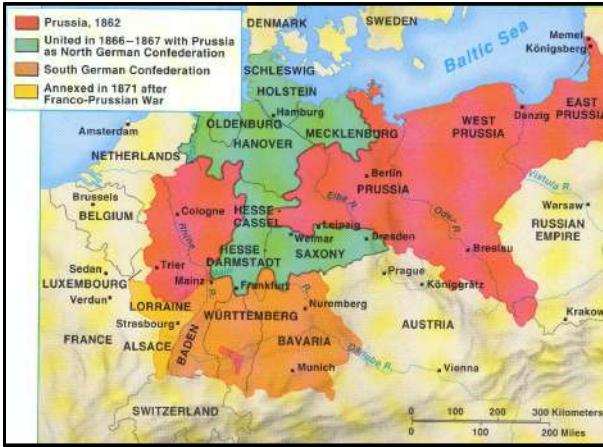 Prussia, 1862
United in 1866–1867 with Prussia
as North German Confederation
South German Confederation
Annexed in 1871 after
Franco-Prussian War
DENMARK
SWEDEN
Baltic Sea
Memel
Königsberg
SCHLESWIG
HOLSTEIN
Hamburg
Danzig
EAST
PRUSSIA
WEST
PRUSSIA
OLDENBURG
MECKLENBURG
HANOVER
Amsterdam
NETHERLANDS
Berlin
PRUSSIA
Vistula R.
Elbe R.
Oder R.
Warsaw
RUSSIAN
EMPIRE
Brussels
BELGIUM
Cologne
HESSE
CASSEL
Leipzig
Rhine
R.
Weimar
Dresden
Breslau
HESSE
DARMSTADT
SAXONY
Sedan
LUXEMBOURG
Trier
Mainz
Frankfurt
Prague
Königgrätz
Verdun
LORRAINE
WÜRTTEMBERG
Nuremberg
Krakow
Strasbourg
AUSTRIA
FRANCE
ALSACE
BADEN
BAVARIA
Danube R.
Munich
Vienna
SWITZERLAND
0 100 200 300 Kilometers
0 100 200 Miles